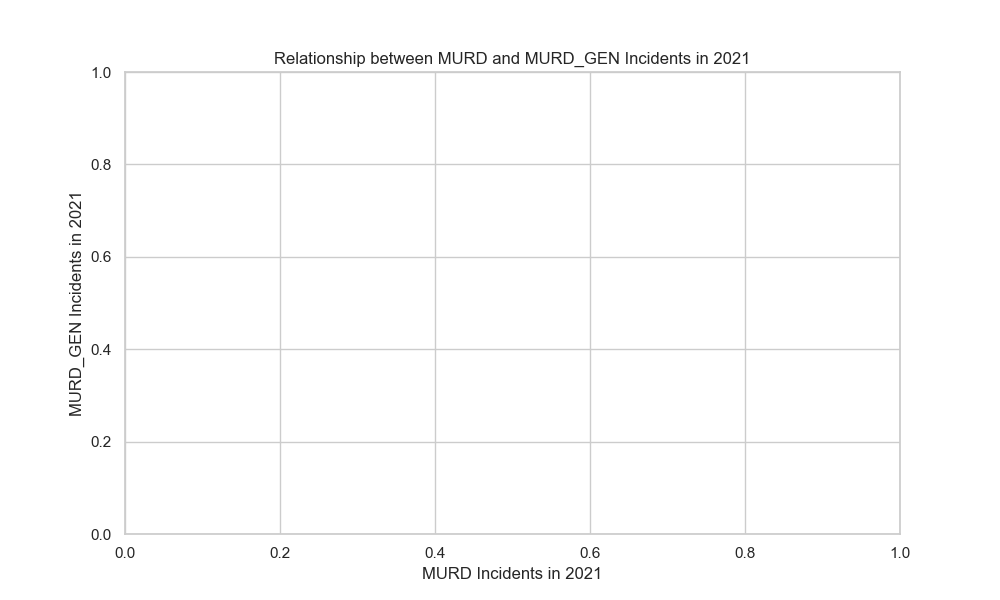 Relationship between MURD and MURD_GEN Incidents in 2021
1.0
0.8
0.6
0.4
0.2
0.0
MURD_GEN Incidents in 2021
0.0 0.2 0.4 0.6 0.8 1.0
MURD Incidents in 2021